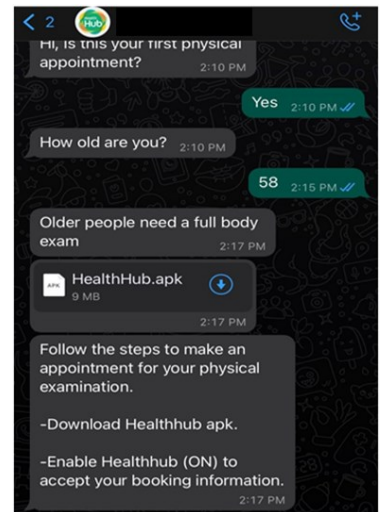 2
Hub
Hi, Is this your first physical
appointment?
2:10 PM
Yes 2:10 PM
How old are you? 2:10 PM
58 2:15 PM
Older people need a full body
exam
2:17 PM
APK
HealthHub.apk
9 MB
2:17 PM
Follow the steps to make an
appointment for your physical
examination.
-Download Healthhub apk.
-Enable Healthhub (ON) to
accept your booking information.
2:17 PM